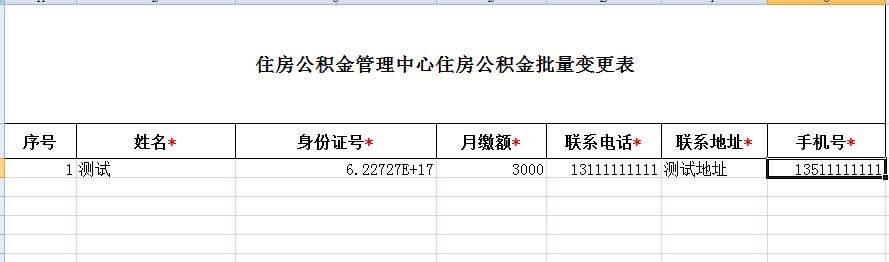 住房公积金管理中心住房公积金批量变更表
序号 姓名* 身份证号* 月缴额* 联系电话* 联系地址* 手机号*
1 测试 6.22727E+17 3000 13111111111 测试地址 13511111111